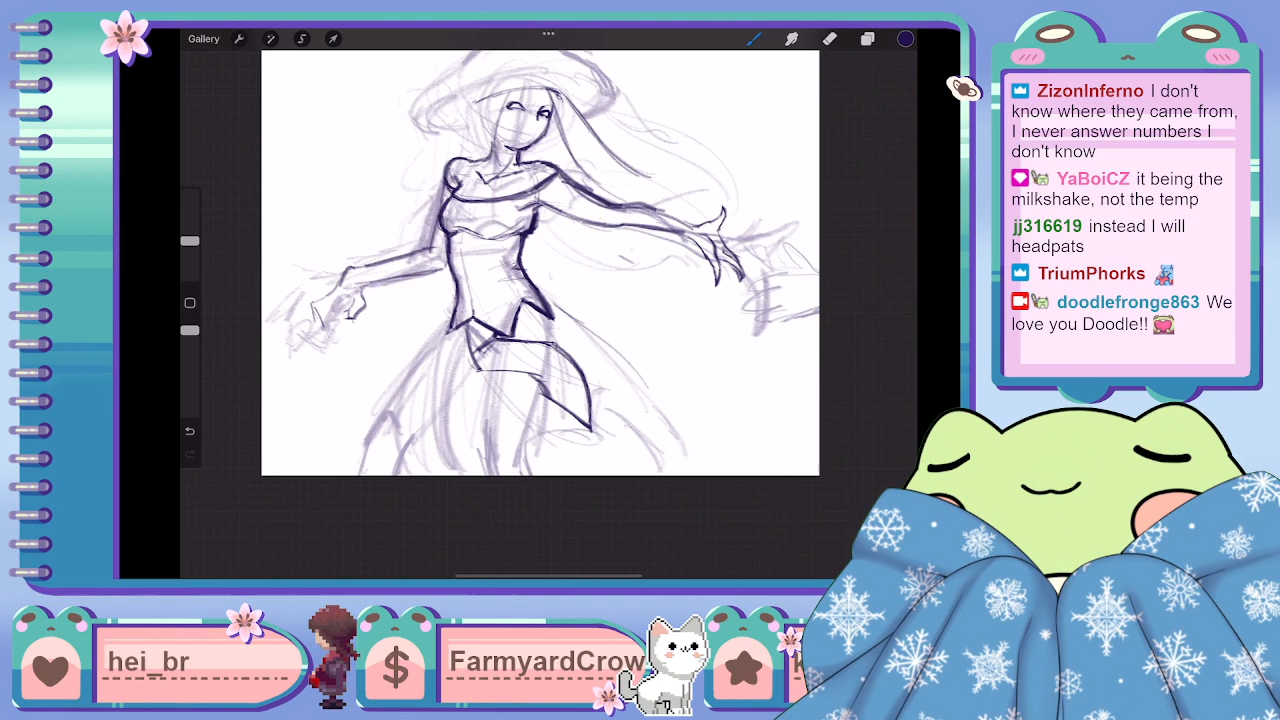 Gallery
ZizonInferno I don't
know where they came from,
I never answer numbers I
don't know
YaBoiCZ it being the
milkshake, not the temp
jj316619 instead I will
headpats
TriumPhorks
doodlefronge863 We
love you Doodle!!
hei_br
$
FarmyardCrow